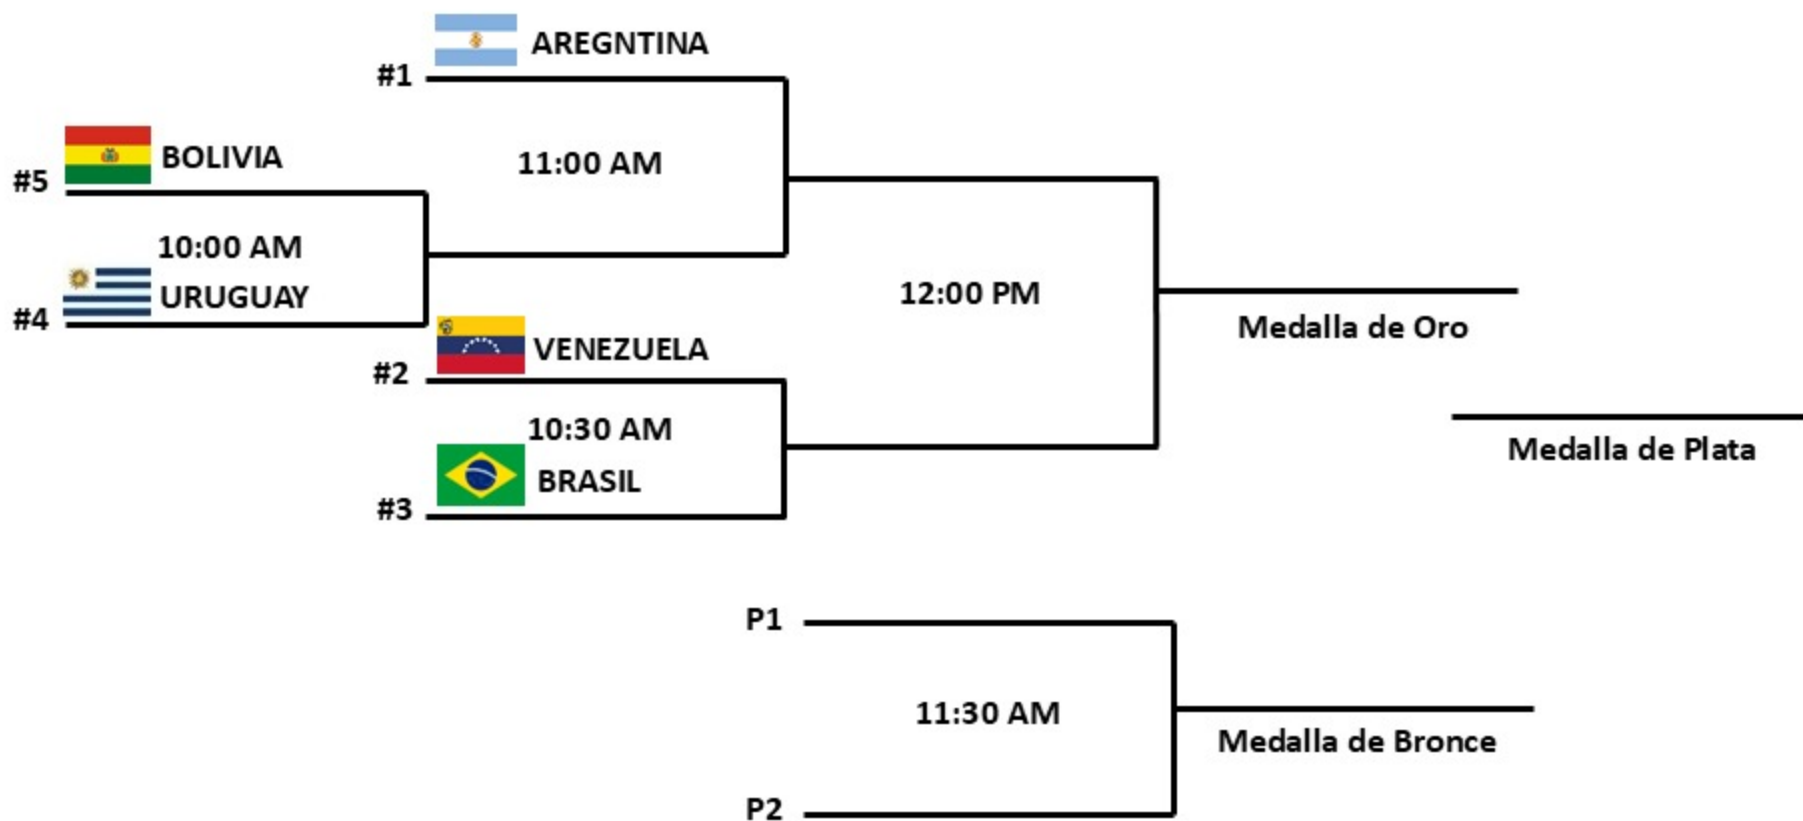 AREGNTINA
#1
BOLIVIA
#5
11:00 AM
10:00 AM
URUGUAY
#4
VENEZUELA
#2
10:30 AM
BRASIL
#3
12:00 PM
Medalla de Oro
Medalla de Plata
P1
11:30 AM
Medalla de Bronce
P2